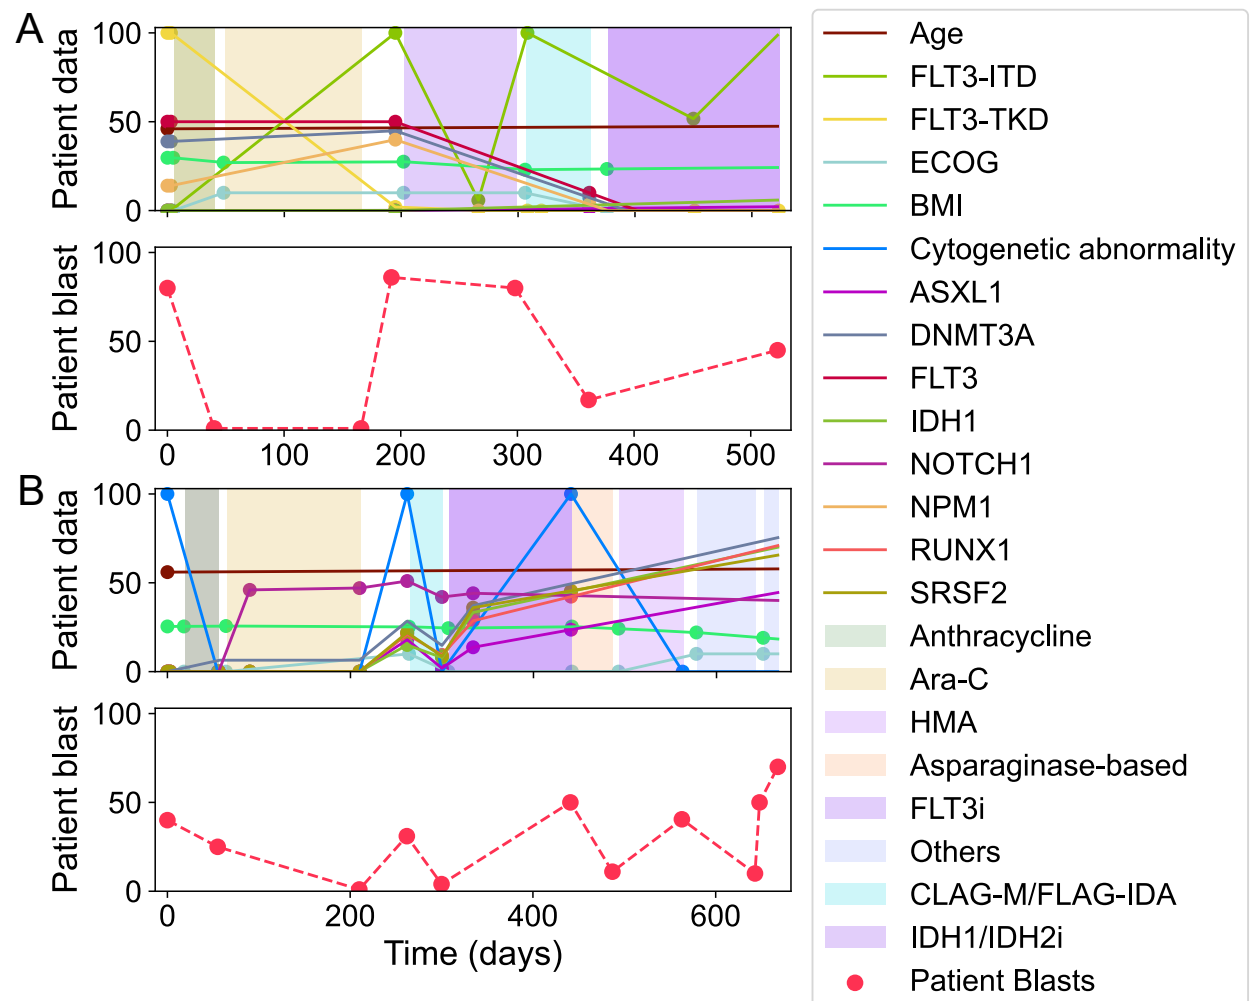 A
Patient data
100
50
0
Patient blast
100
50
0
0 100 200 300 400 500
B
Patient data
100
50
0
Patient blast
100
50
0
0 200 400 600
Time (days)
Age
FLT3-ITD
FLT3-TKD
ECOG
BMI
Cytogenetic abnormality
ASXL1
DNMT3A
FLT3
IDH1
NOTCH1
NPM1
RUNX1
SRSF2
Anthracycline
Ara-C
HMA
Asparaginase-based
FLT3i
Others
CLAG-M/FLAG-IDA
IDH1/IDH2i
Patient Blasts